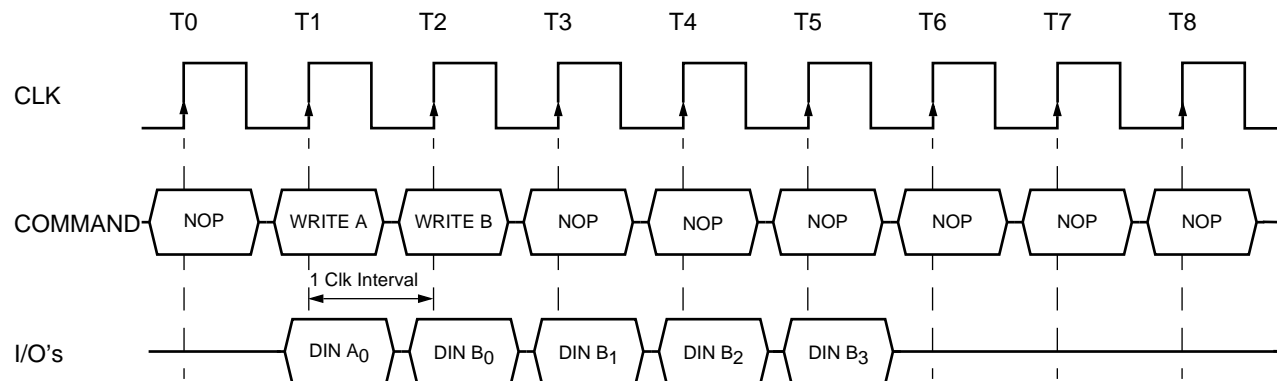 T0 T1 T2 T3 T4 T5 T6 T7 T8
CLK
COMMAND NOP WRITE A WRITE B NOP NOP NOP NOP NOP NOP
1 Clk Interval
I/O's DIN A0 DIN B0 DIN B1 DIN B2 DIN B3